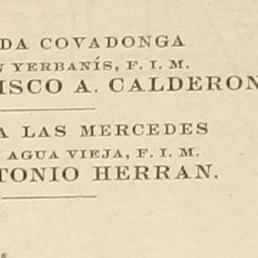 DA COVADONGA
N YERBANÍS, F. I. M.
ISCO A. CALDERON
A LAS MERCEDES
AGUA VIEJA, F. I. M.
TONIO HERRAN.